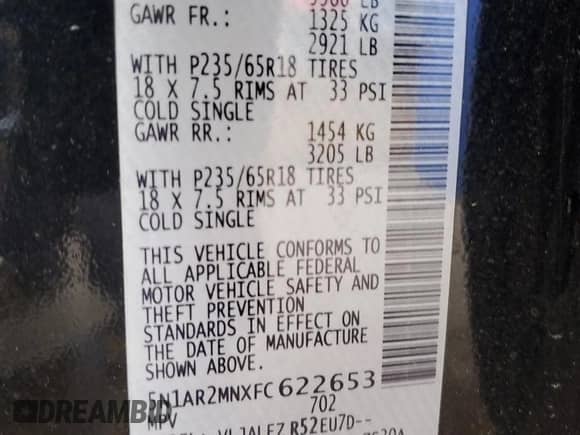 GAWR FR.: 1325 KG
2921 LB
WITH P235/65R18 TIRES
18 X 7.5 RIMS AT 33 PSI
COLD SINGLE
GAWR RR.: 1454 KG
3205 LB
WITH P235/65R18 TIRES
18 X 7.5 RIMS AT 33 PSI
COLD SINGLE
THIS VEHICLE CONFORMS TO
ALL APPLICABLE FEDERAL
MOTOR VEHICLE SAFETY AND
THEFT PREVENTION
STANDARDS IN EFFECT ON
THE DATE OF MANUFACTURE
SHOWN ABOVE.
5N1AR2MNXFC622653
MPV 702
R52EU7D--
DREAMBID